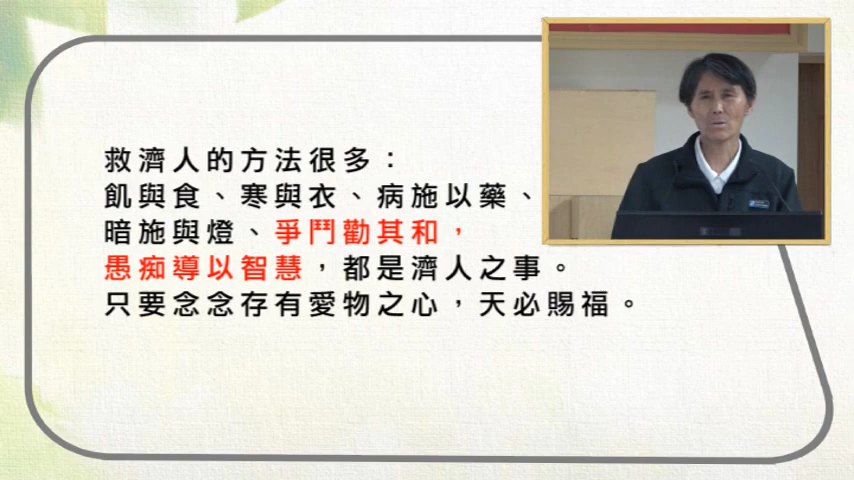 救濟人的方法很多：
飢與食、寒與衣、病施以藥、
暗施與燈、爭鬥勸其和，
愚痴導以智慧，都是濟人之事。
只要念念存有愛物之心，天必賜福。